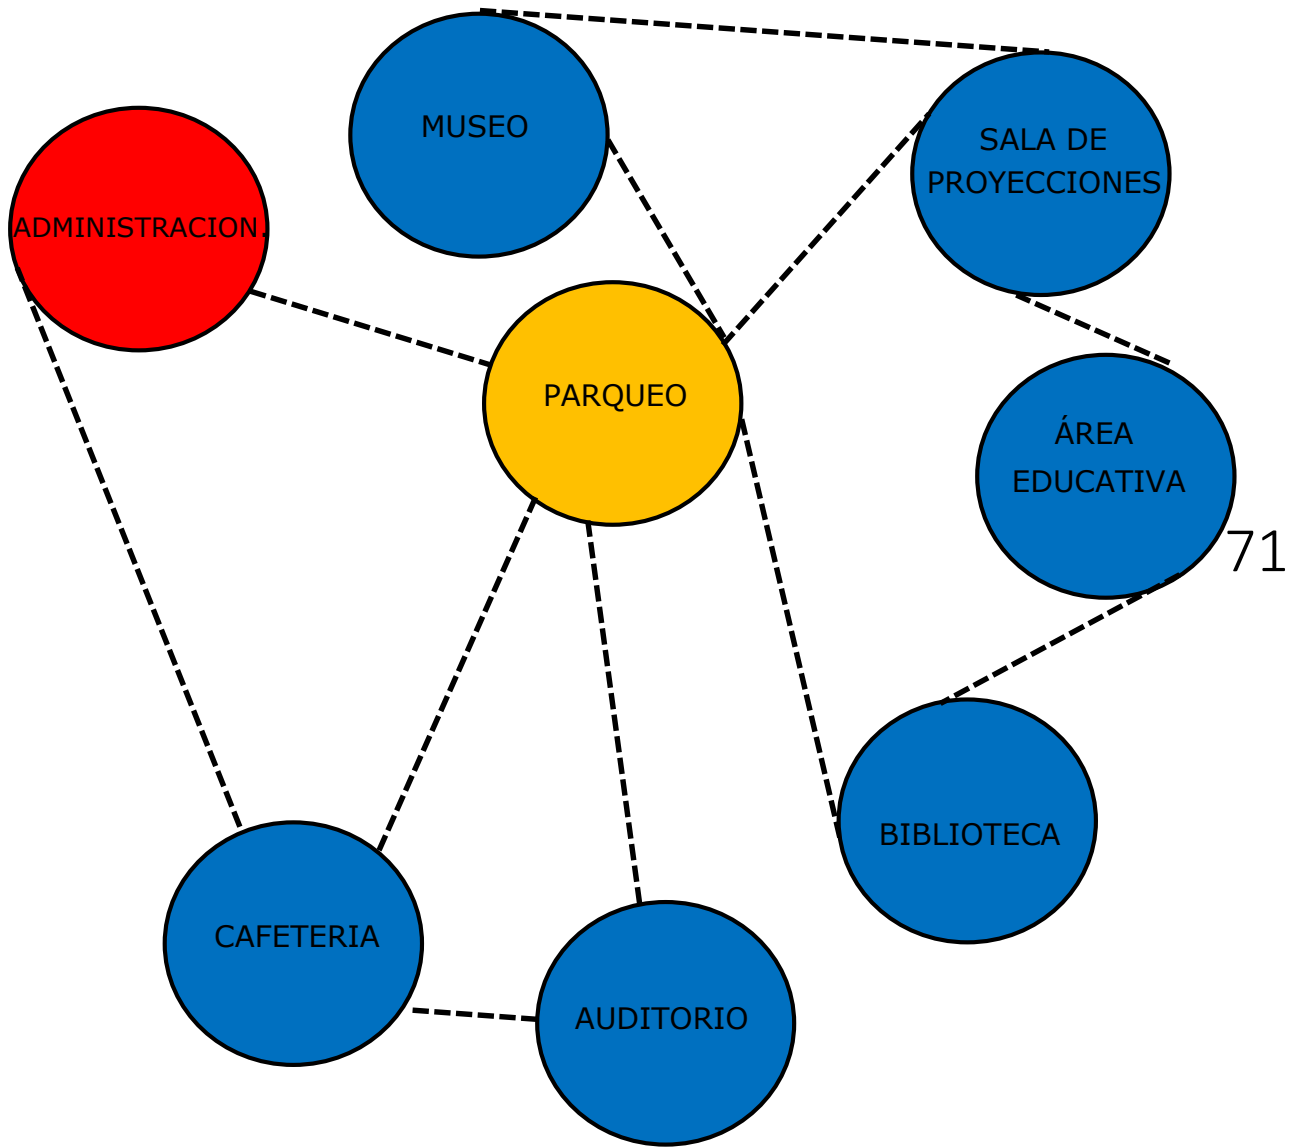 MUSEO
SALA DE
PROYECCIONES
ADMINISTRACION.
PARQUEO
ÁREA
EDUCATIVA
71
BIBLIOTECA
CAFETERIA
AUDITORIO